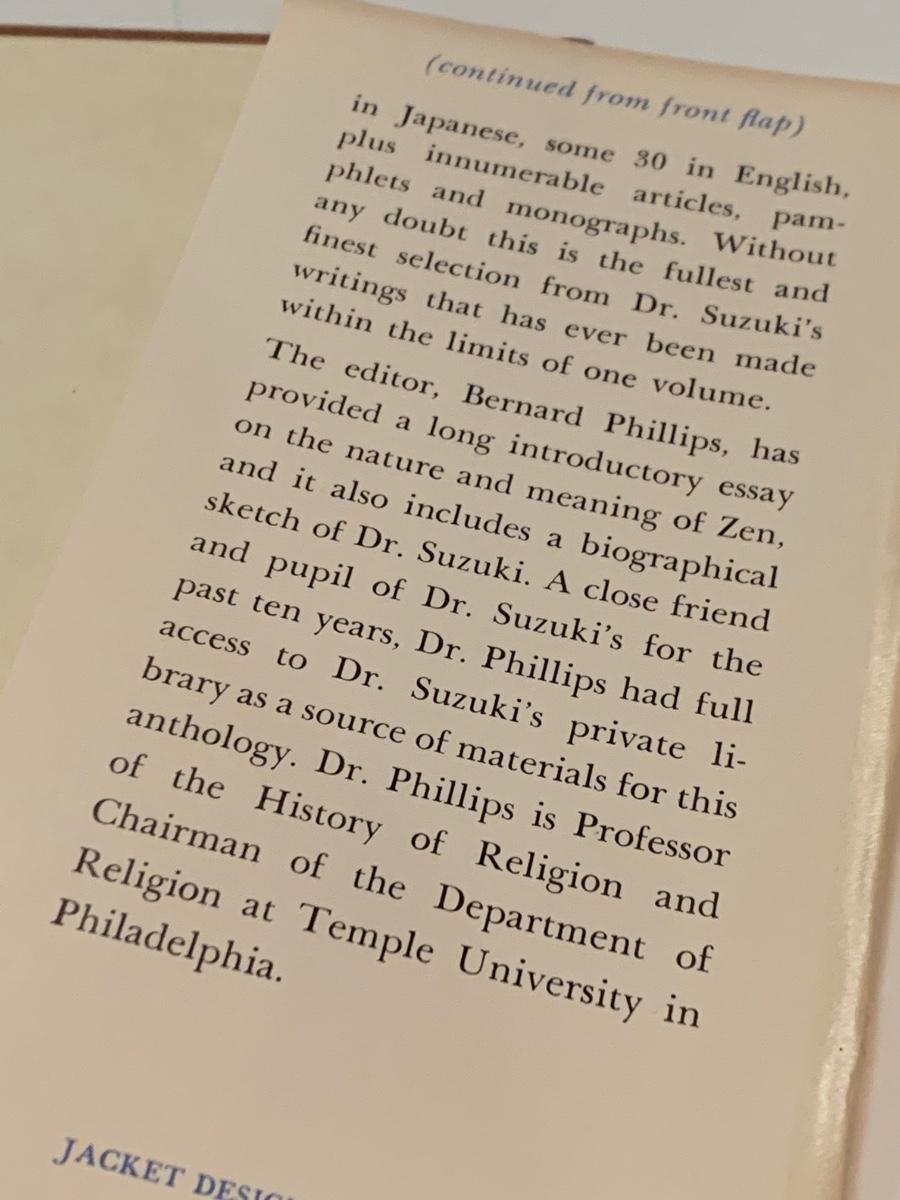 (continued from front flap)
in Japanese, some 30 in English,
plus innumerable articles, pam-
phlets and monographs. Without
any doubt this is the fullest and
finest selection from Dr. Suzuki's
writings that has ever been made
within the limits of one volume.
The editor, Bernard Phillips, has
provided a long introductory essay
on the nature and meaning of Zen,
and it also includes a biographical
sketch of Dr. Suzuki. A close friend
and pupil of Dr. Suzuki's for the
past ten years, Dr. Phillips had full
access to Dr. Suzuki's private li-
brary as a source of materials for this
anthology. Dr. Phillips is Professor
of the History of Religion and
Chairman of the Department of
Religion at Temple University in
Philadelphia.
JACKET